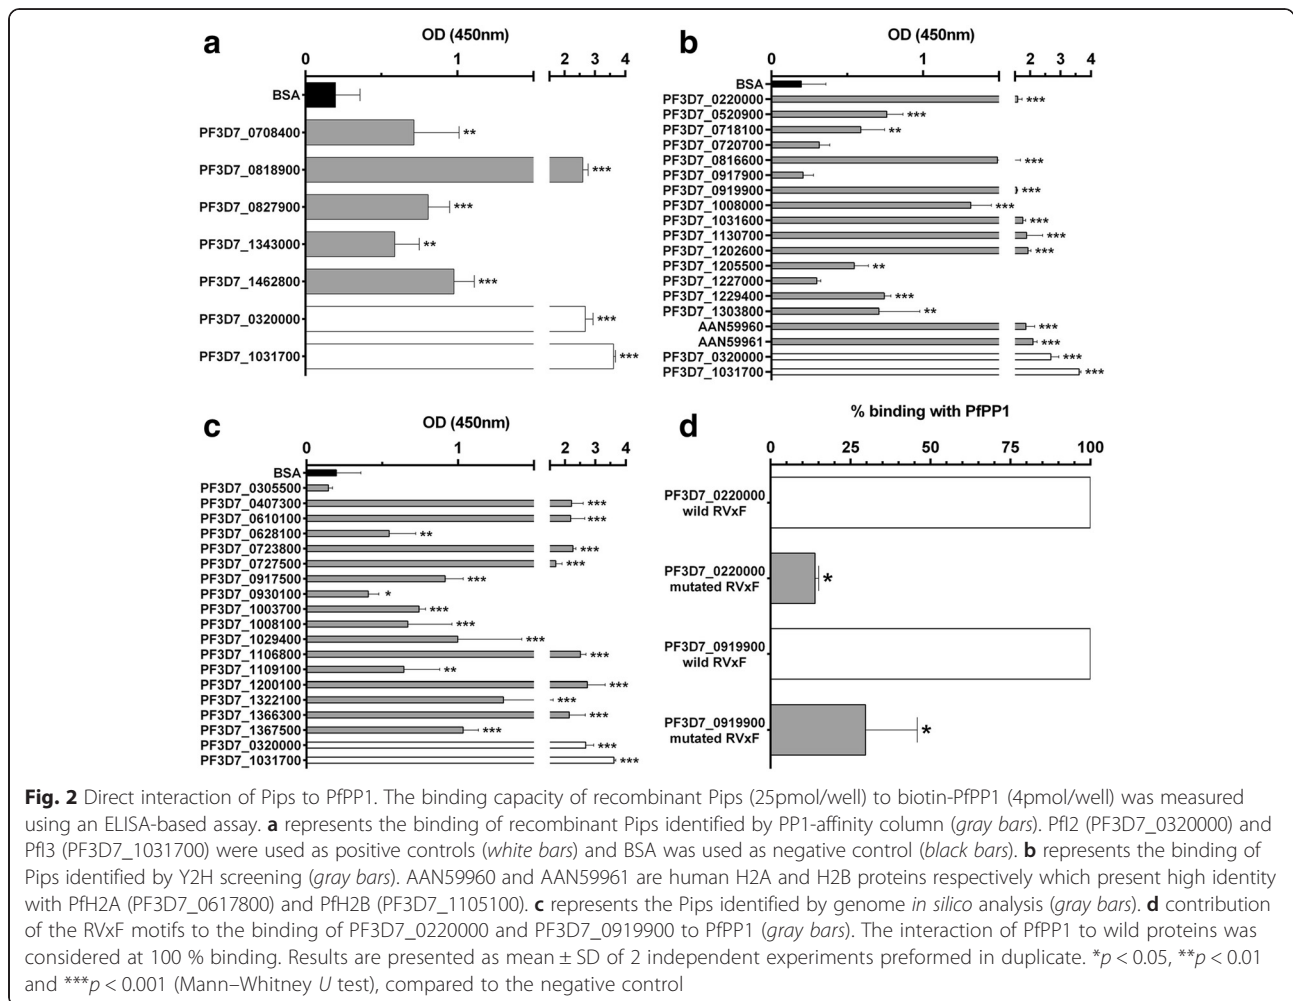 a
OD (450nm)
0 1 2 3 4
BSA
PF3D7_0708400 **
PF3D7_0818900 ***
PF3D7_0827900 ***
PF3D7_1343000 **
PF3D7_1462800 ***
PF3D7_0320000 ***
PF3D7_1031700 ***
b
OD (450nm)
0 1 2 3 4
BSA
PF3D7_0220000 ***
PF3D7_0520900 ***
PF3D7_0718100 **
PF3D7_0720700
PF3D7_0816600 ***
PF3D7_0917900
PF3D7_0919900 ***
PF3D7_1008000 ***
PF3D7_1031600 ***
PF3D7_1130700 ***
PF3D7_1202600 ***
PF3D7_1205500 **
PF3D7_1227000
PF3D7_1229400 ***
PF3D7_1303800 **
AAN59960 ***
AAN59961 ***
PF3D7_0320000 ***
PF3D7_1031700 ***
c
OD (450nm)
0 1 2 3 4
BSA
PF3D7_0305500
PF3D7_0407300 ***
PF3D7_0610100 ***
PF3D7_0628100 **
PF3D7_0723800 ***
PF3D7_0727500 ***
PF3D7_0917500 ***
PF3D7_0930100 *
PF3D7_1003700 ***
PF3D7_1008100 ***
PF3D7_1029400 ***
PF3D7_1106800 ***
PF3D7_1109100 **
PF3D7_1200100 ***
PF3D7_1322100 ***
PF3D7_1366300 ***
PF3D7_1367500 ***
PF3D7_0320000 ***
PF3D7_1031700 ***
d
% binding with PfPP1
0 25 50 75 100
PF3D7_0220000
wild RVxF
PF3D7_0220000
mutated RVxF *
PF3D7_0919900
wild RVxF
PF3D7_0919900
mutated RVxF *
Fig. 2 Direct interaction of Pips to PfPP1. The binding capacity of recombinant Pips (25pmol/well) to biotin-PfPP1 (4pmol/well) was measured
using an ELISA-based assay. a represents the binding of recombinant Pips identified by PP1-affinity column (gray bars). PfI2 (PF3D7_0320000) and
PfI3 (PF3D7_1031700) were used as positive controls (white bars) and BSA was used as negative control (black bars). b represents the binding of
Pips identified by Y2H screening (gray bars). AAN59960 and AAN59961 are human H2A and H2B proteins respectively which present high identity
with PfH2A (PF3D7_0617800) and PfH2B (PF3D7_1105100). c represents the Pips identified by genome in silico analysis (gray bars). d contribution
of the RVxF motifs to the binding of PF3D7_0220000 and PF3D7_0919900 to PfPP1 (gray bars). The interaction of PfPP1 to wild proteins was
considered at 100 % binding. Results are presented as mean ± SD of 2 independent experiments preformed in duplicate. *p < 0.05, **p < 0.01
and ***p < 0.001 (Mann–Whitney U test), compared to the negative control